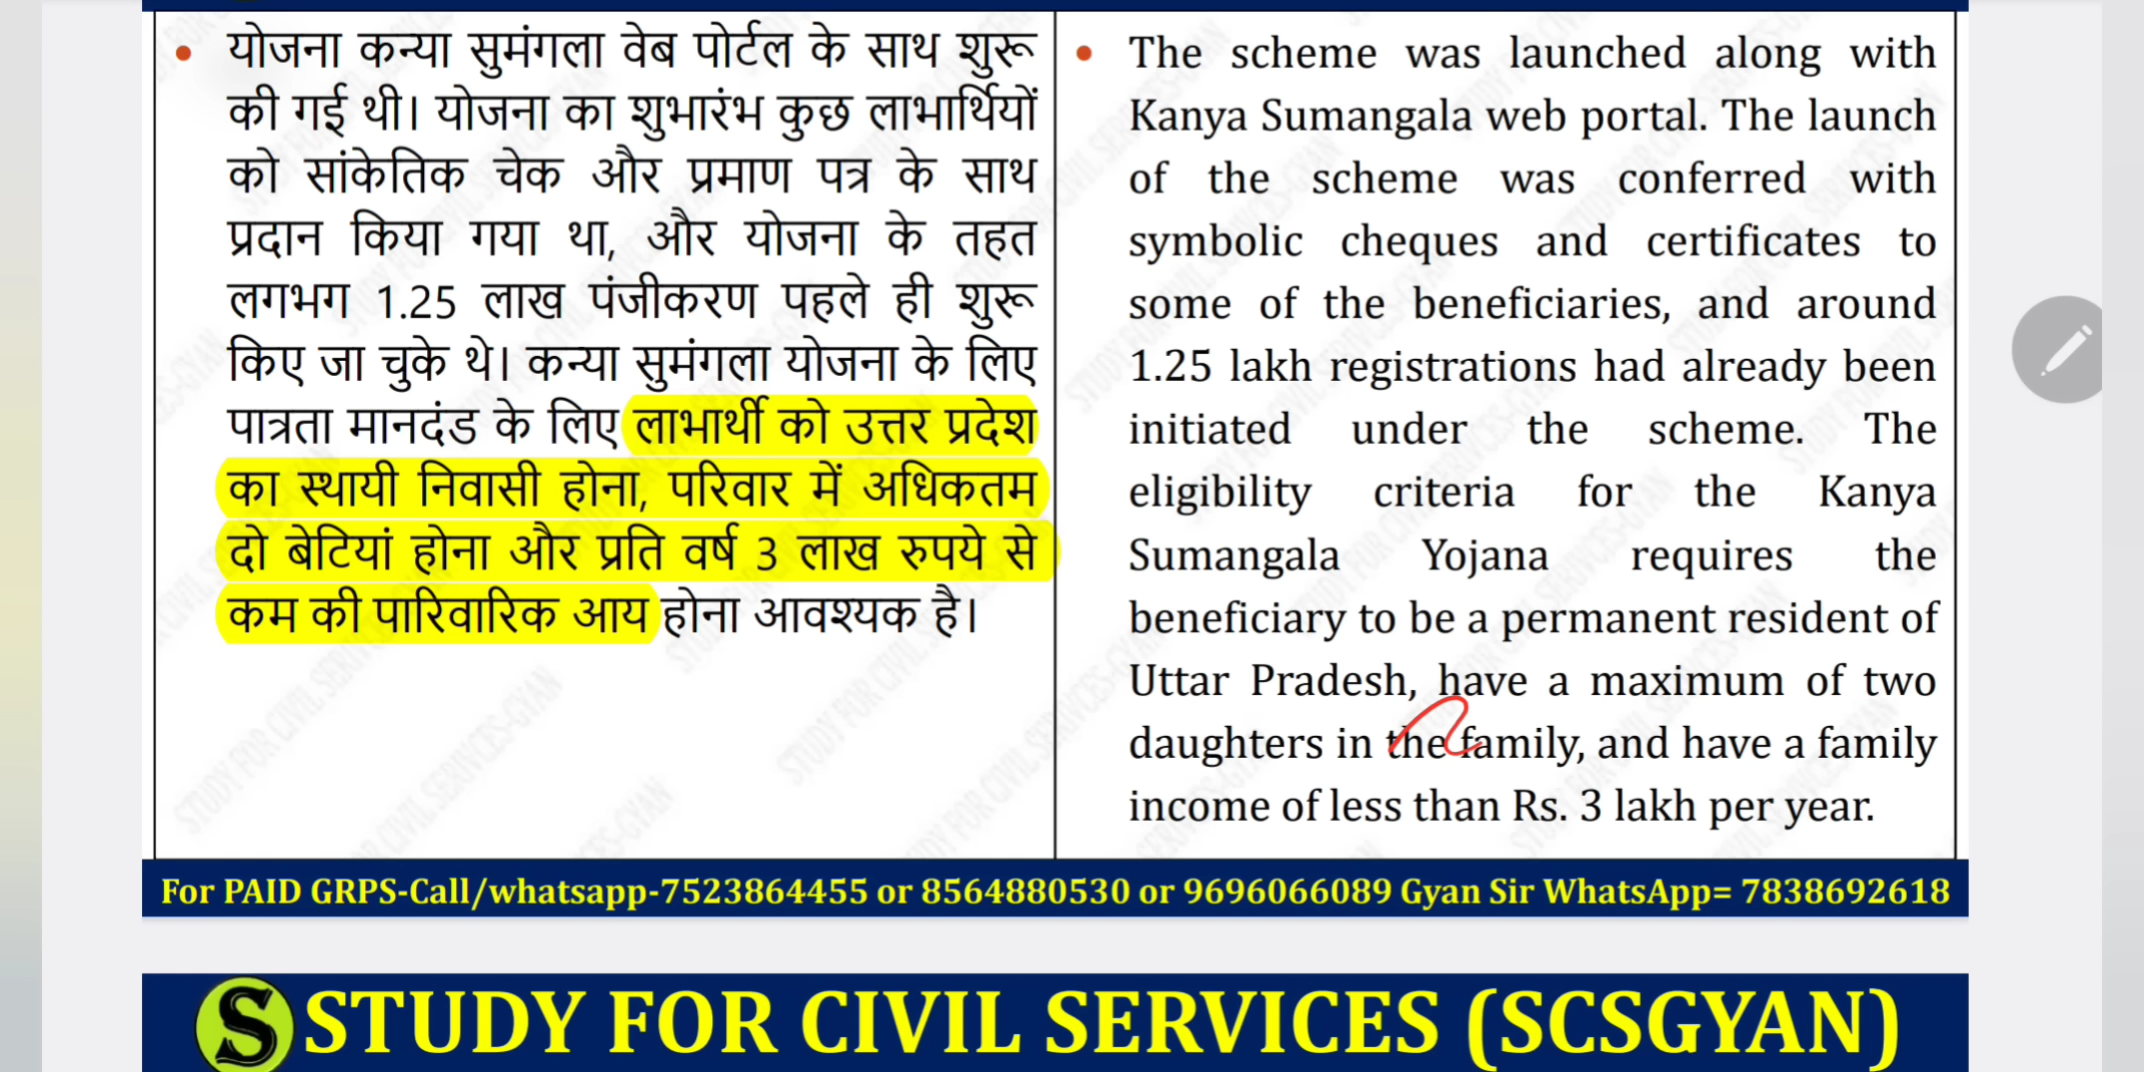 • योजना कन्या सुमंगला वेब पोर्टल के साथ शुरू
की गई थी। योजना का शुभारंभ कुछ लाभार्थियों
को सांकेतिक चेक और प्रमाण पत्र के साथ
प्रदान किया गया था, और योजना के तहत
लगभग 1.25 लाख पंजीकरण पहले ही शुरू
किए जा चुके थे। कन्या सुमंगला योजना के लिए
पात्रता मानदंड के लिए लाभार्थी को उत्तर प्रदेश
का स्थायी निवासी होना, परिवार में अधिकतम
दो बेटियां होना और प्रति वर्ष 3 लाख रुपये से
कम की पारिवारिक आय होना आवश्यक है।
• The scheme was launched along with
Kanya Sumangala web portal. The launch
of the scheme was conferred with
symbolic cheques and certificates to
some of the beneficiaries, and around
1.25 lakh registrations had already been
initiated under the scheme. The
eligibility criteria for the Kanya
Sumangala Yojana requires the
beneficiary to be a permanent resident of
Uttar Pradesh, have a maximum of two
daughters in the family, and have a family
income of less than Rs. 3 lakh per year.
For PAID GRPS-Call/whatsapp-7523864455 or 8564880530 or 9696066089 Gyan Sir WhatsApp= 7838692618
S STUDY FOR CIVIL SERVICES (SCSGYAN)